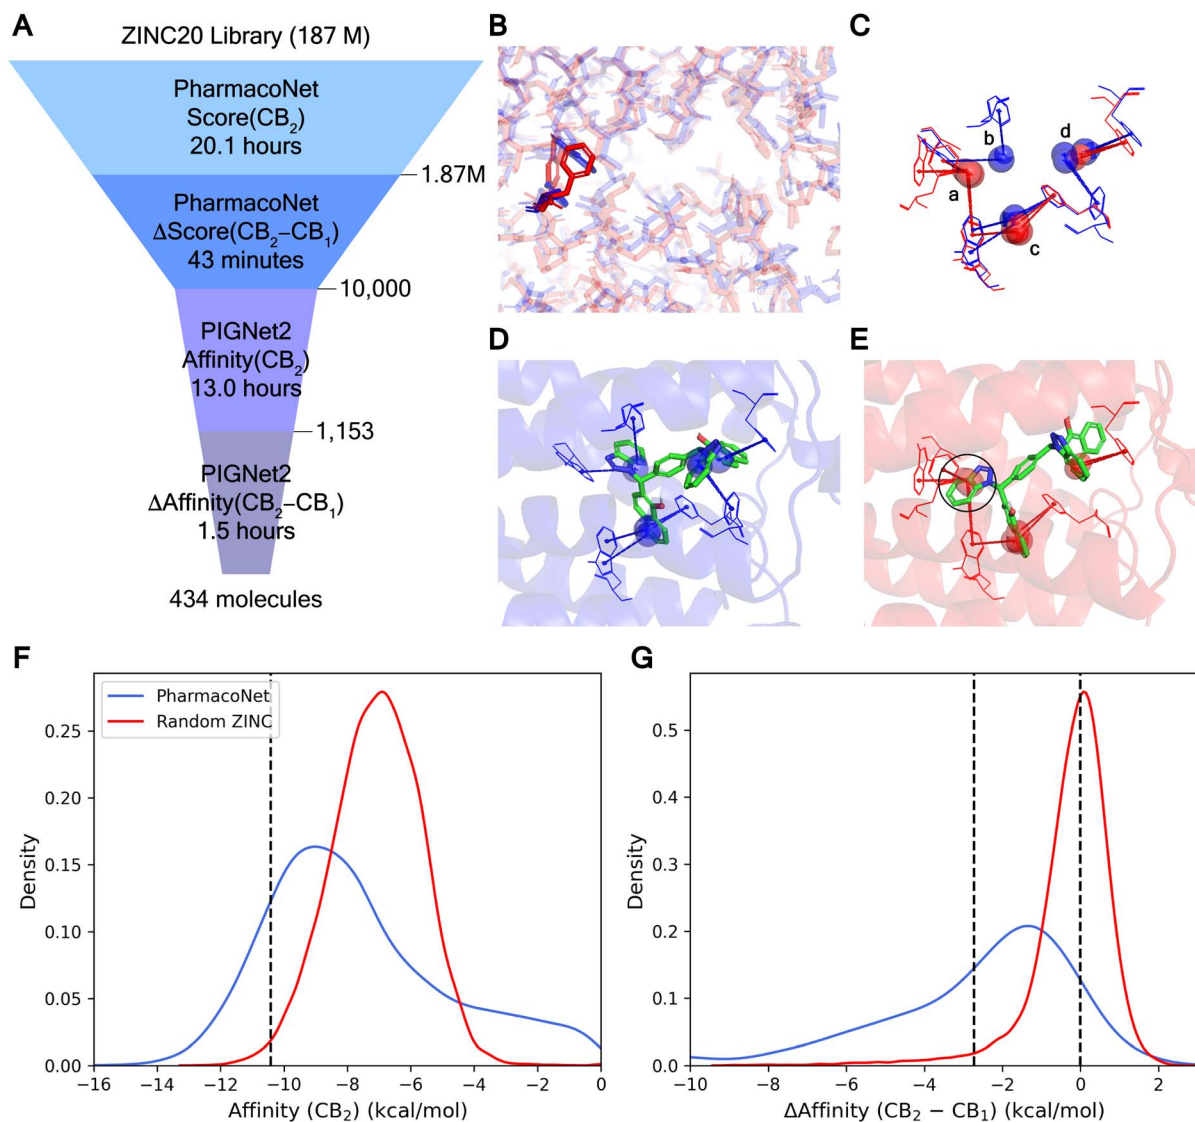 A
ZINC20 Library (187 M)
PharmacoNet
Score(CB₂)
20.1 hours
1.87M
PharmacoNet
ΔScore(CB₂–CB₁)
43 minutes
10,000
PIGNet2
Affinity(CB₂)
13.0 hours
1,153
PIGNet2
ΔAffinity(CB₂–CB₁)
1.5 hours
434 molecules
B
C
b
d
a
c
D
E
F
PharmacoNet
Random ZINC
Density
0.25
0.20
0.15
0.10
0.05
0.00
−16 −14 −12 −10 −8 −6 −4 −2 0
Affinity (CB₂) (kcal/mol)
G
Density
0.5
0.4
0.3
0.2
0.1
0.0
−10 −8 −6 −4 −2 0 2
ΔAffinity (CB₂ − CB₁) (kcal/mol)